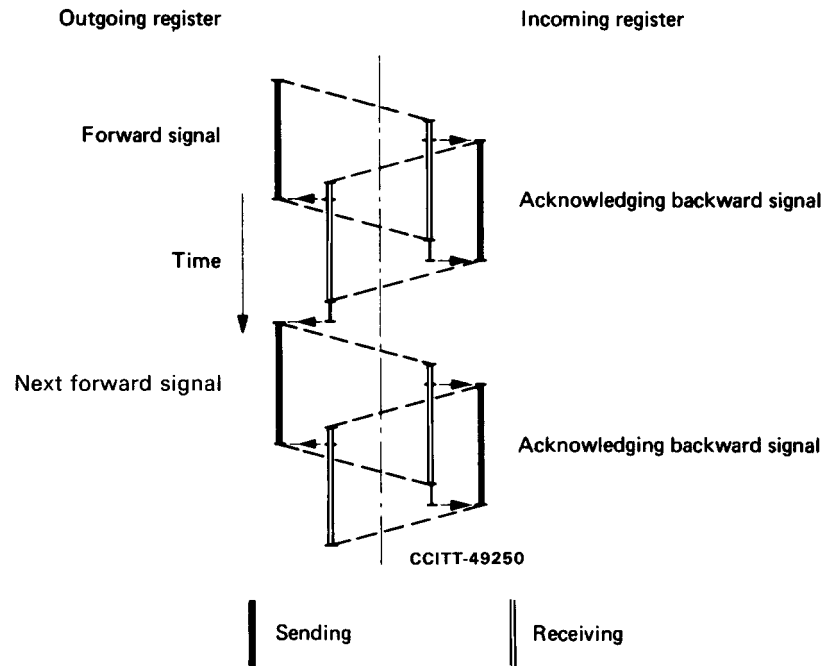 Outgoing register
Incoming register
Forward signal
Acknowledging backward signal
Time
Next forward signal
Acknowledging backward signal
CCITT-49250
Sending
Receiving